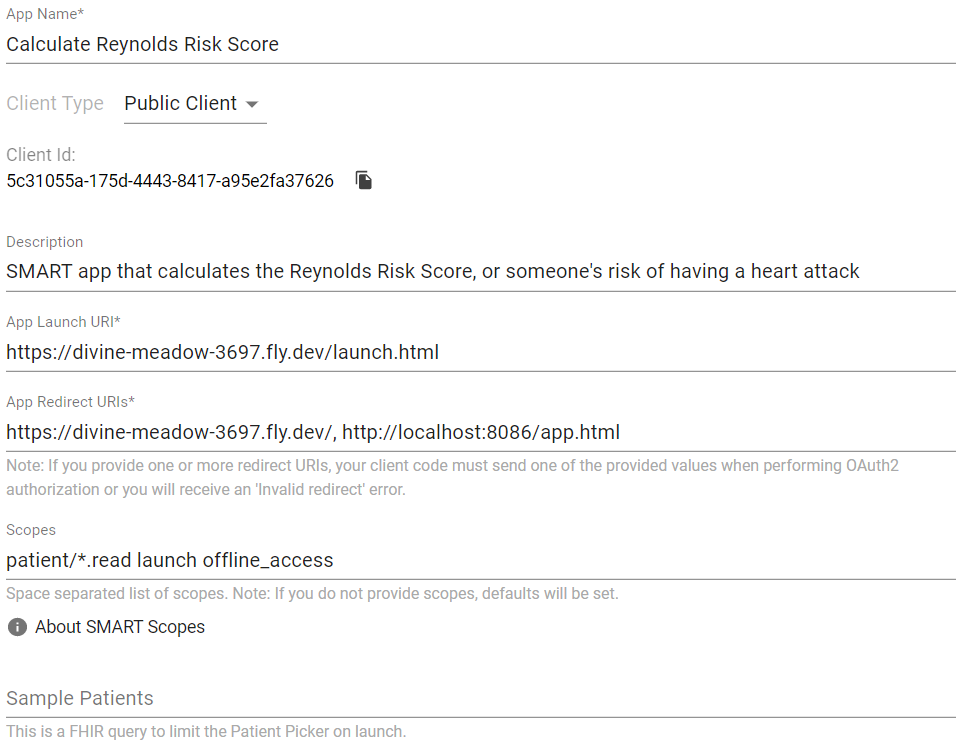 App Name*
Calculate Reynolds Risk Score
Client Type Public Client
Client Id:
5c31055a-175d-4443-8417-a95e2fa37626
Description
SMART app that calculates the Reynolds Risk Score, or someone's risk of having a heart attack
App Launch URI*
https://divine-meadow-3697.fly.dev/launch.html
App Redirect URIs*
https://divine-meadow-3697.fly.dev/, http://localhost:8086/app.html
Note: If you provide one or more redirect URIs, your client code must send one of the provided values when performing OAuth2
authorization or you will receive an 'Invalid redirect' error.
Scopes
patient/*.read launch offline_access
Space separated list of scopes. Note: If you do not provide scopes, defaults will be set.
About SMART Scopes
Sample Patients
This is a FHIR query to limit the Patient Picker on launch.